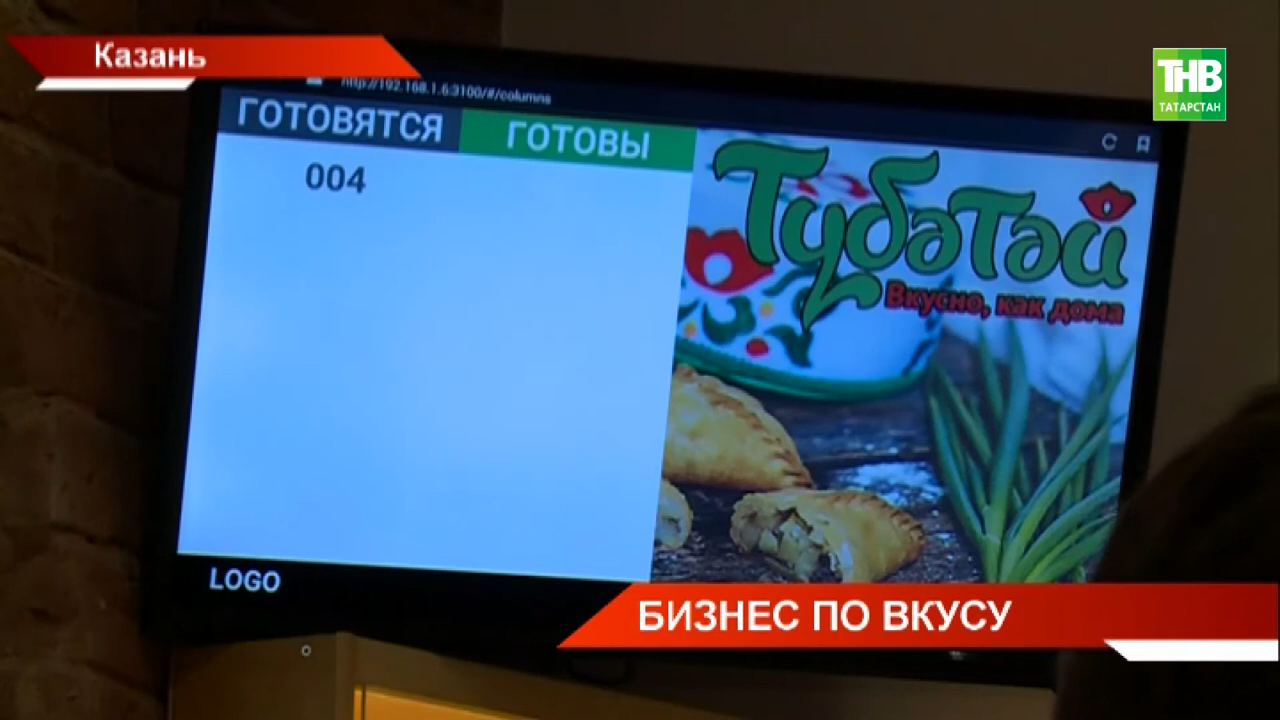 Казань
ТНВ
ТАТАРСТАН
http://192.168.1.6:3100/#/columns
ГОТОВЯТСЯ
ГОТОВЫ
004
Түбәтәй
Вкусно, как дома
LOGO
БИЗНЕС ПО ВКУСУ